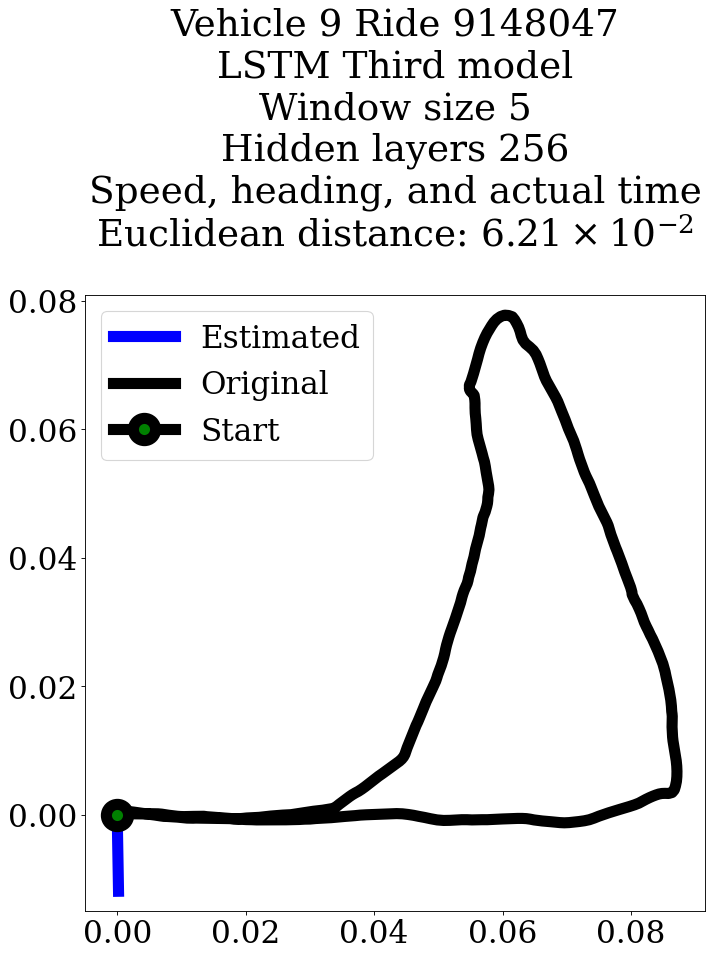 Vehicle 9 Ride 9148047
LSTM Third model
Window size 5
Hidden layers 256
Speed, heading, and actual time
Euclidean distance: 6.21 × 10⁻²
0.08
Estimated
Original
Start
0.06
0.04
0.02
0.00
0.00 0.02 0.04 0.06 0.08